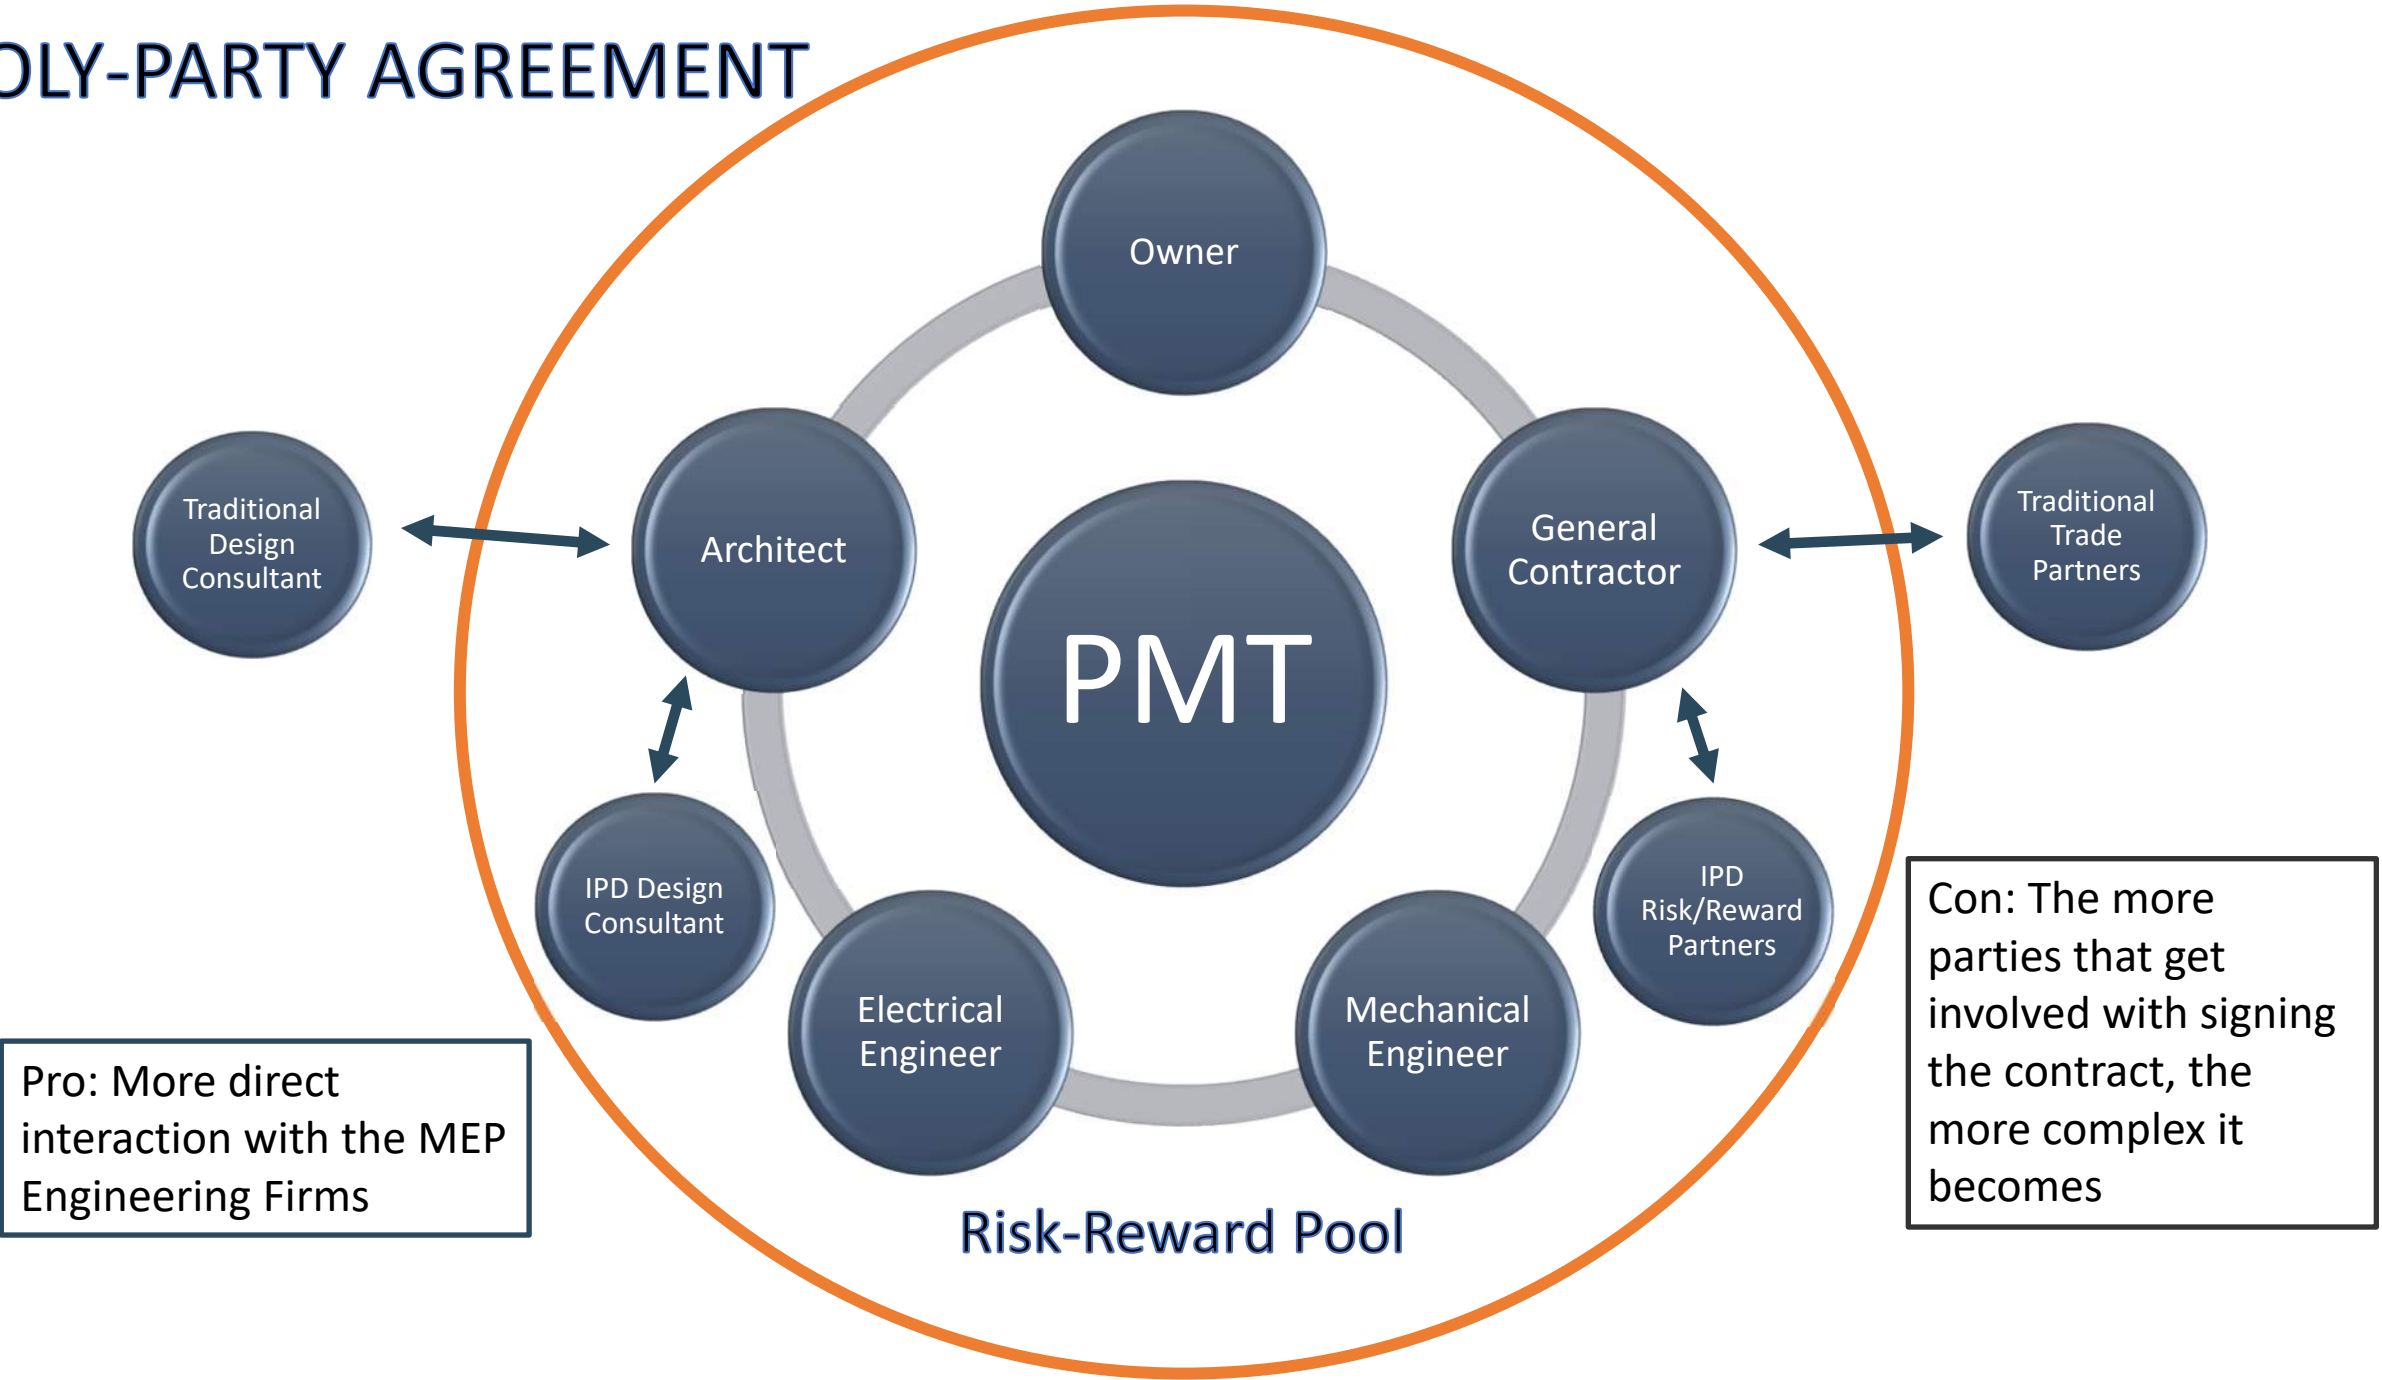 OLY-PARTY AGREEMENT
Owner
Traditional
Design
Consultant
Architect
General
Contractor
Traditional
Trade
Partners
PMT
IPD Design
Consultant
IPD
Risk/Reward
Partners
Electrical
Engineer
Mechanical
Engineer
Pro: More direct
interaction with the MEP
Engineering Firms
Con: The more
parties that get
involved with signing
the contract, the
more complex it
becomes
Risk-Reward Pool